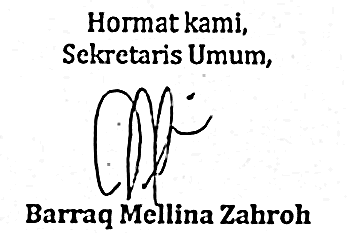 Hormat kami,
Sekretaris Umum,
Barraq Mellina Zahroh